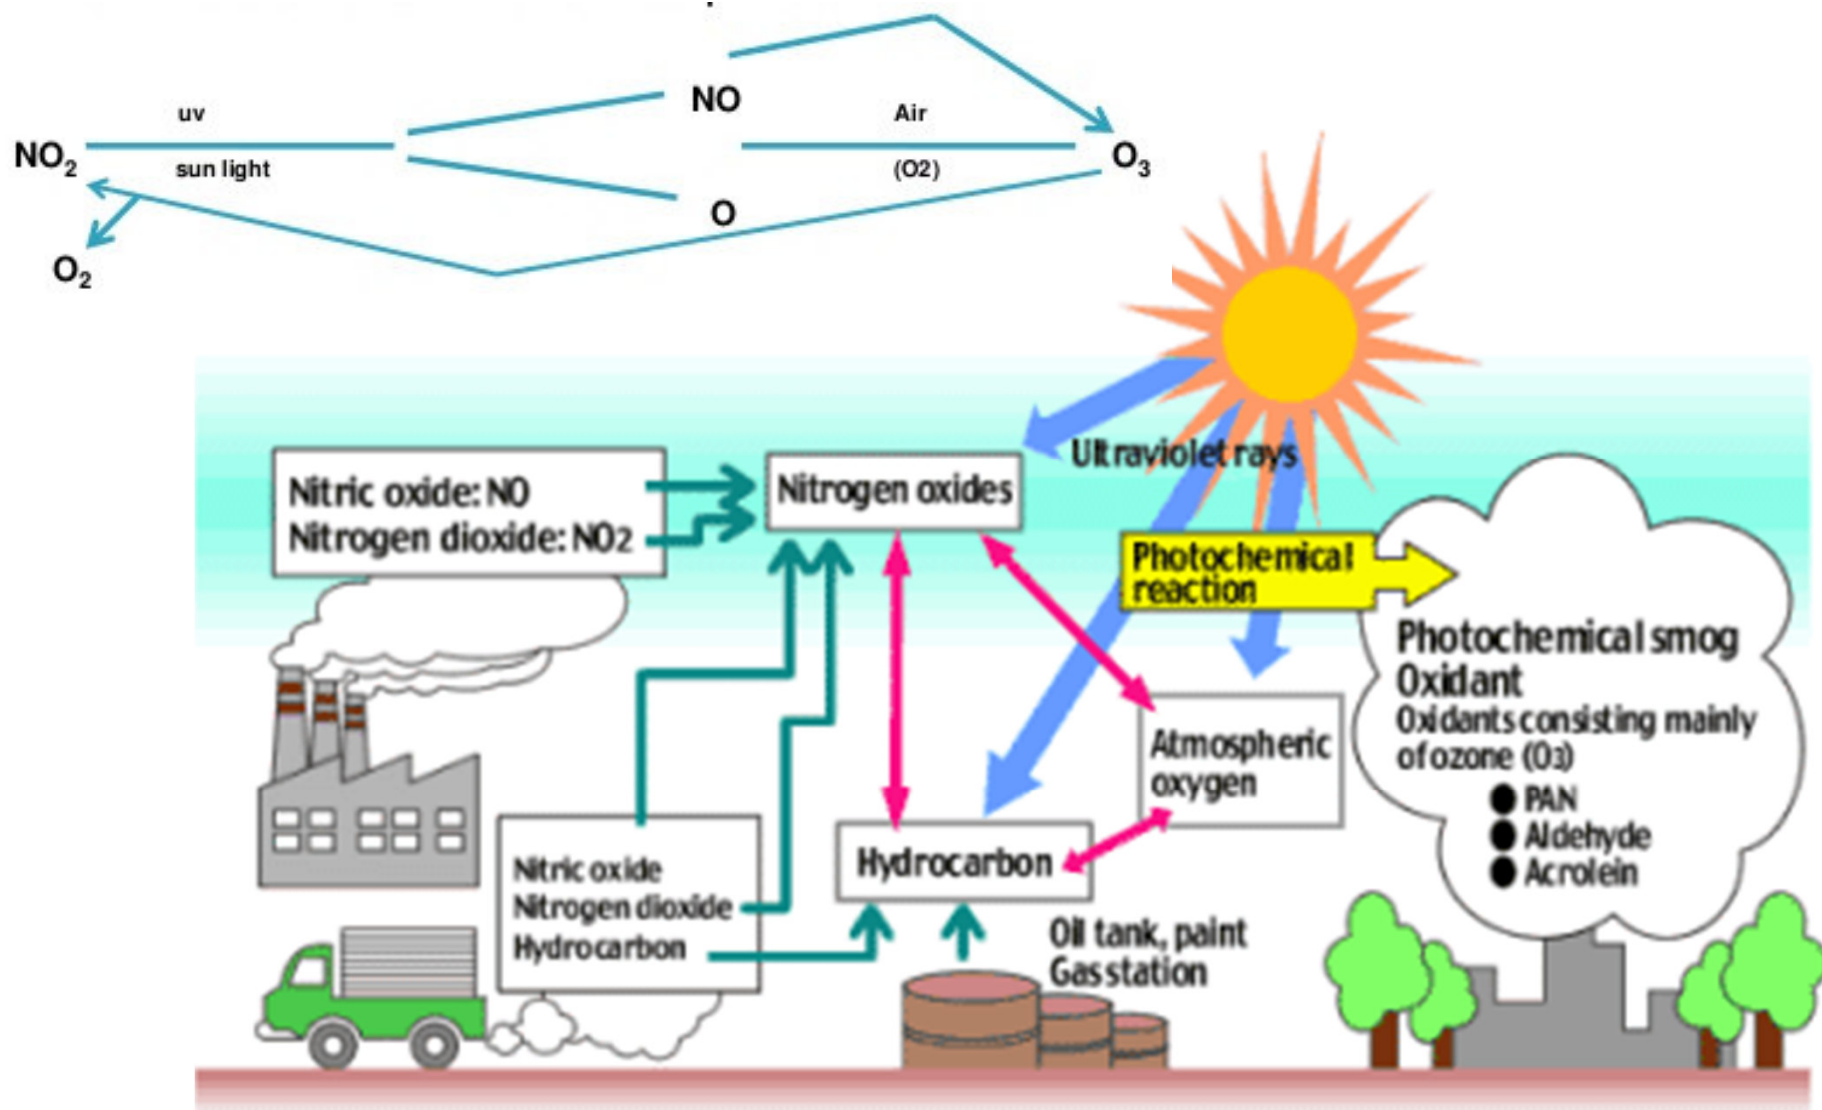 NO
uv
Air
NO2
O3
sun light
(O2)
O
O2
Ultraviolet rays
Nitric oxide: NO
Nitrogen dioxide: NO2
Nitrogen oxides
Photochemical
reaction
Photochemical smog
Oxidant
Oxidants consisting mainly
of ozone (O3)
● PAN
● Aldehyde
● Acrolein
Atmospheric
oxygen
Nitric oxide
Nitrogen dioxide
Hydrocarbon
Hydrocarbon
Oil tank, paint
Gas station